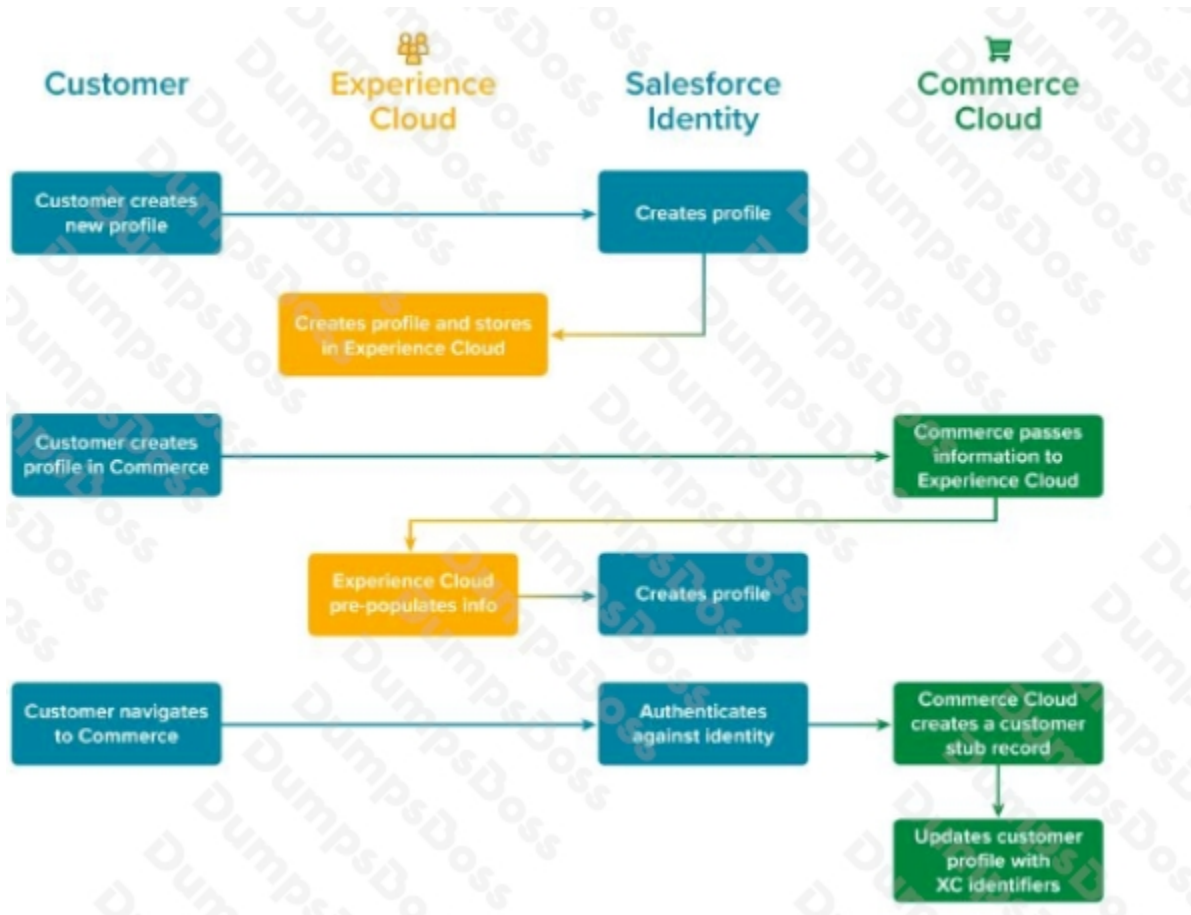 Customer
Experience
Cloud
Salesforce
Identity
Commerce
Cloud
Customer creates
new profile
Creates profile
Creates profile and stores
in Experience Cloud
Customer creates
profile in Commerce
Commerce passes
information to
Experience Cloud
Experience Cloud
pre-populates info
Creates profile
Customer navigates
to Commerce
Authenticates
against identity
Commerce Cloud
creates a customer
stub record
Updates customer
profile with
XC identifiers
DumpsDoss